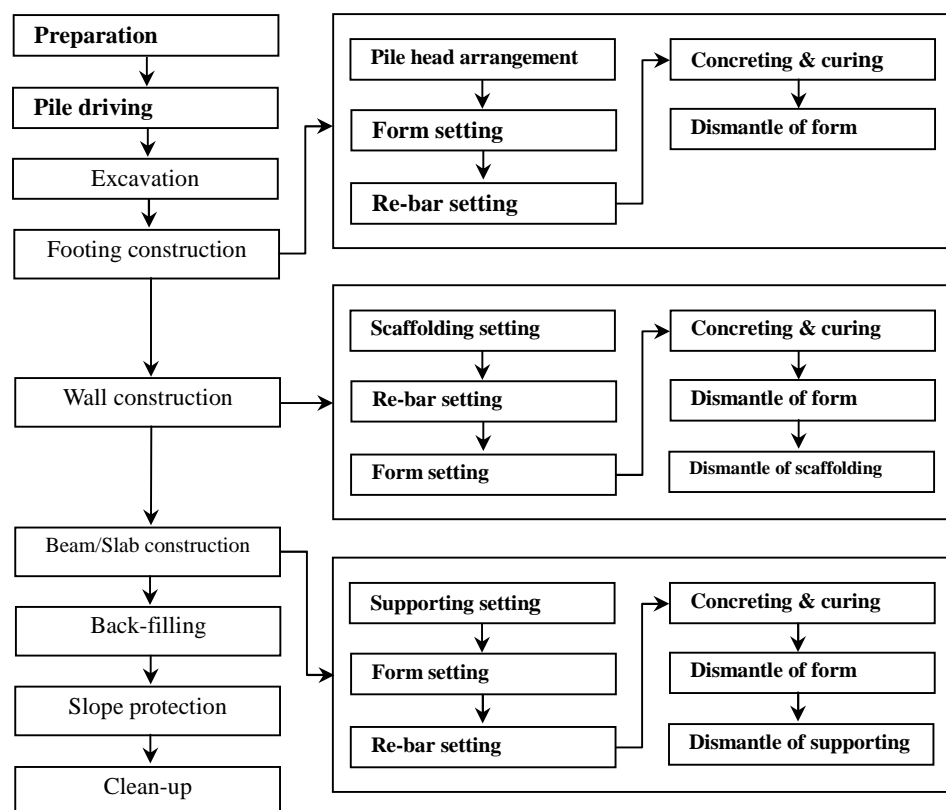 Preparation
Pile driving
Excavation
Footing construction
Wall construction
Beam/Slab construction
Back-filling
Slope protection
Clean-up
Pile head arrangement
Form setting
Re-bar setting
Concreting & curing
Dismantle of form
Scaffolding setting
Re-bar setting
Form setting
Concreting & curing
Dismantle of form
Dismantle of scaffolding
Supporting setting
Form setting
Re-bar setting
Concreting & curing
Dismantle of form
Dismantle of supporting